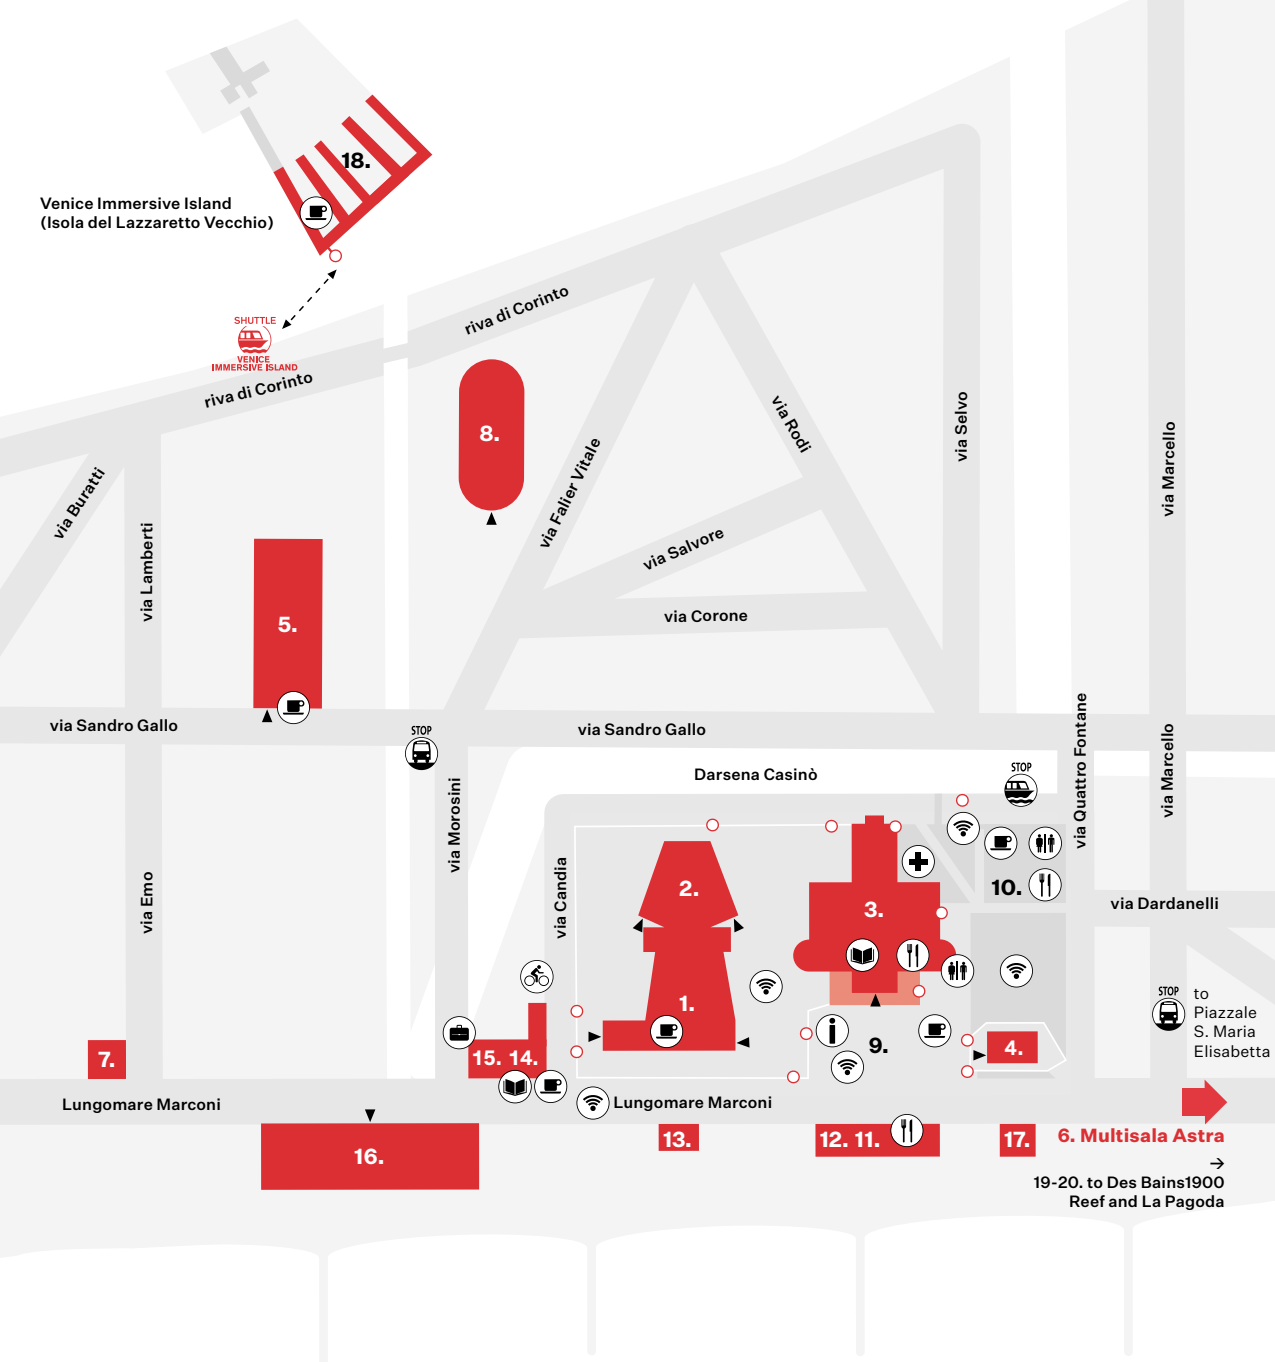 18.
Venice Immersive Island
(Isola del Lazzaretto Vecchio)
SHUTTLE
VENICE
IMMERSIVE ISLAND
riva di Corinto
riva di Corinto
8.
via Falier Vitale
via Rodi
via Selvo
via Marcello
via Buratti
via Lamberti
via Salvore
via Corone
5.
via Sandro Gallo
STOP
via Sandro Gallo
Darsena Casinò
STOP
via Quattro Fontane
via Marcello
via Morosini
via Candia
via Emo
2.
3.
10.
via Dardanelli
1.
9.
4.
STOP
to
Piazzale
S. Maria
Elisabetta
7.
15. 14.
Lungomare Marconi
Lungomare Marconi
16.
13.
12. 11.
17.
6. Multisala Astra
→
19-20. to Des Bains1900
Reef and La Pagoda